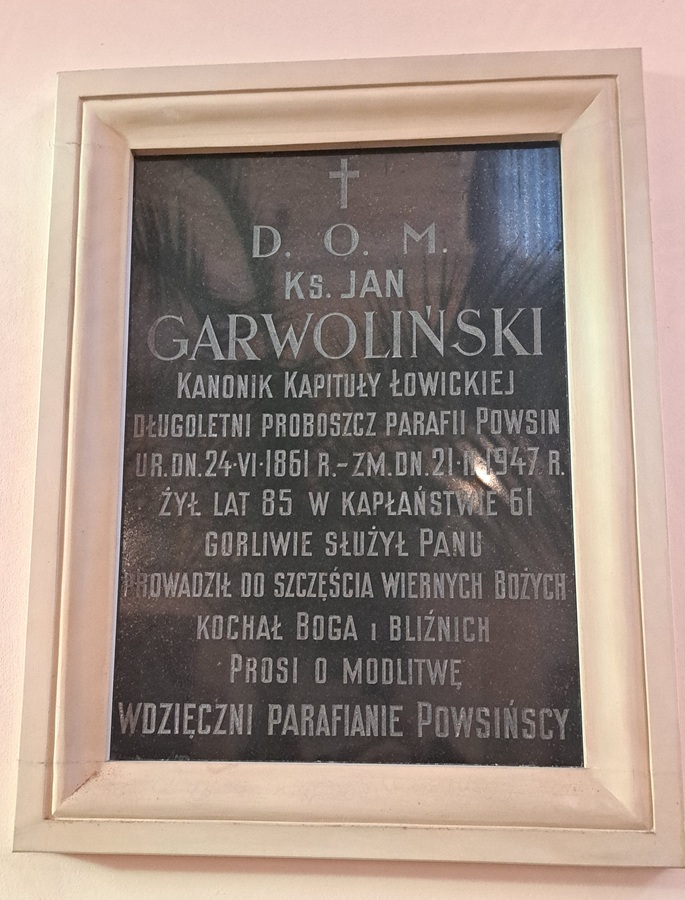 D. O. M.
Ks. JAN
GARWOLIŃSKI
KANONIK KAPITUŁY ŁOWICKIEJ
DŁUGOLETNI PROBOSZCZ PARAFII POWSIN
UR. DN. 24·VI·1861 R.–ZM. DN. 21·II·1947 R.
ŻYŁ LAT 85 W KAPŁAŃSTWIE 61
GORLIWIE SŁUŻYŁ PANU
PROWADZIŁ DO SZCZĘŚCIA WIERNYCH BOŻYCH
KOCHAŁ BOGA I BLIŹNICH
PROSI O MODLITWĘ
WDZIĘCZNI PARAFIANIE POWSIŃSCY